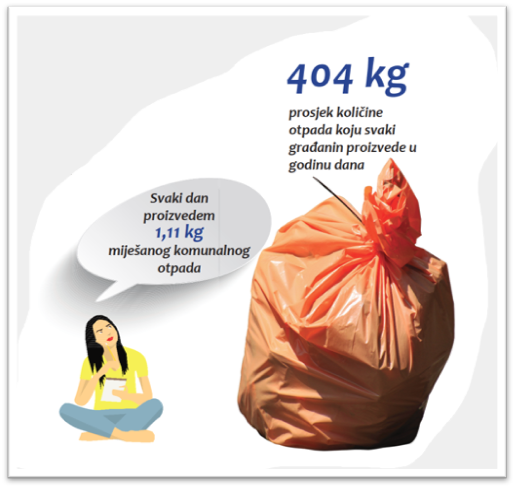 404 kg
prosjek količine
otpada koju svaki
građanin proizvede u
godinu dana
Svaki dan
proizvedem
1,11 kg
miješanog komunalnog
otpada